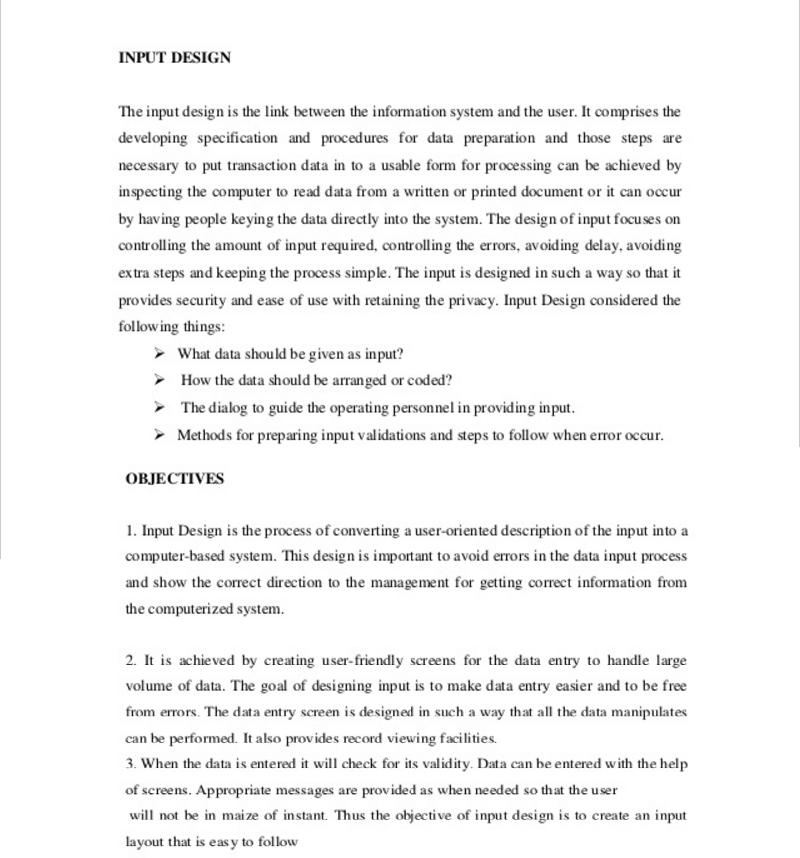 INPUT DESIGN
The input design is the link between the information system and the user. It comprises the
developing specification and procedures for data preparation and those steps are
necessary to put transaction data in to a usable form for processing can be achieved by
inspecting the computer to read data from a written or printed document or it can occur
by having people keying the data directly into the system. The design of input focuses on
controlling the amount of input required, controlling the errors, avoiding delay, avoiding
extra steps and keeping the process simple. The input is designed in such a way so that it
provides security and ease of use with retaining the privacy. Input Design considered the
following things:
➢ What data should be given as input?
➢ How the data should be arranged or coded?
➢ The dialog to guide the operating personnel in providing input.
➢ Methods for preparing input validations and steps to follow when error occur.
OBJECTIVES
1. Input Design is the process of converting a user-oriented description of the input into a
computer-based system. This design is important to avoid errors in the data input process
and show the correct direction to the management for getting correct information from
the computerized system.
2. It is achieved by creating user-friendly screens for the data entry to handle large
volume of data. The goal of designing input is to make data entry easier and to be free
from errors. The data entry screen is designed in such a way that all the data manipulates
can be performed. It also provides record viewing facilities.
3. When the data is entered it will check for its validity. Data can be entered with the help
of screens. Appropriate messages are provided as when needed so that the user
will not be in maize of instant. Thus the objective of input design is to create an input
layout that is easy to follow